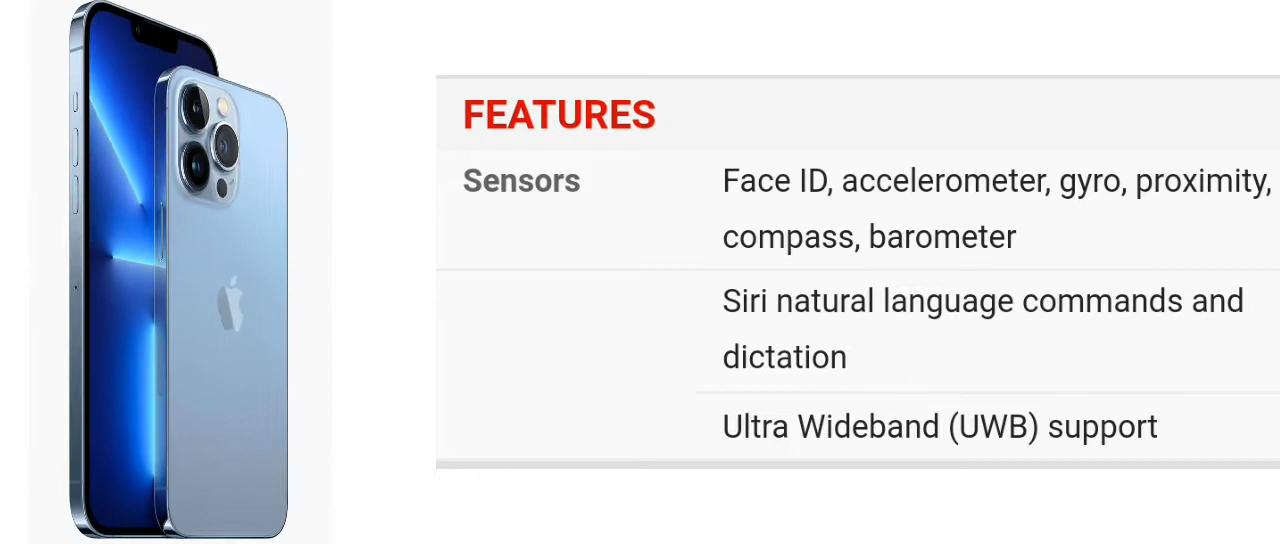 FEATURES
Sensors Face ID, accelerometer, gyro, proximity,
compass, barometer
Siri natural language commands and
dictation
Ultra Wideband (UWB) support